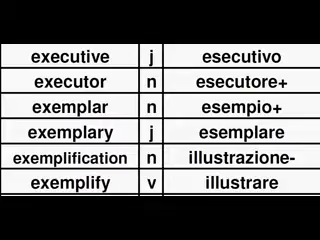 executive j esecutivo
executor n esecutore+
exemplar n esempio+
exemplary j esemplare
exemplification n illustrazione-
exemplify v illustrare